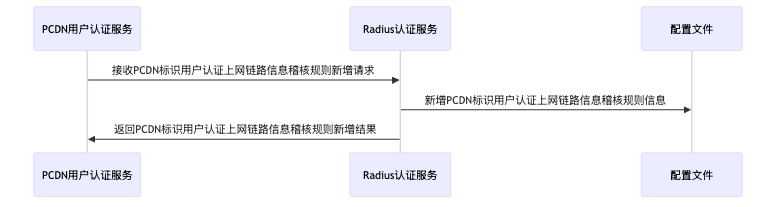 PCDN用户认证服务
Radius认证服务
配置文件
接收PCDN标识用户认证上网链路信息稽核规则新增请求
新增PCDN标识用户认证上网链路信息稽核规则信息
返回PCDN标识用户认证上网链路信息稽核规则新增结果
PCDN用户认证服务
Radius认证服务
配置文件